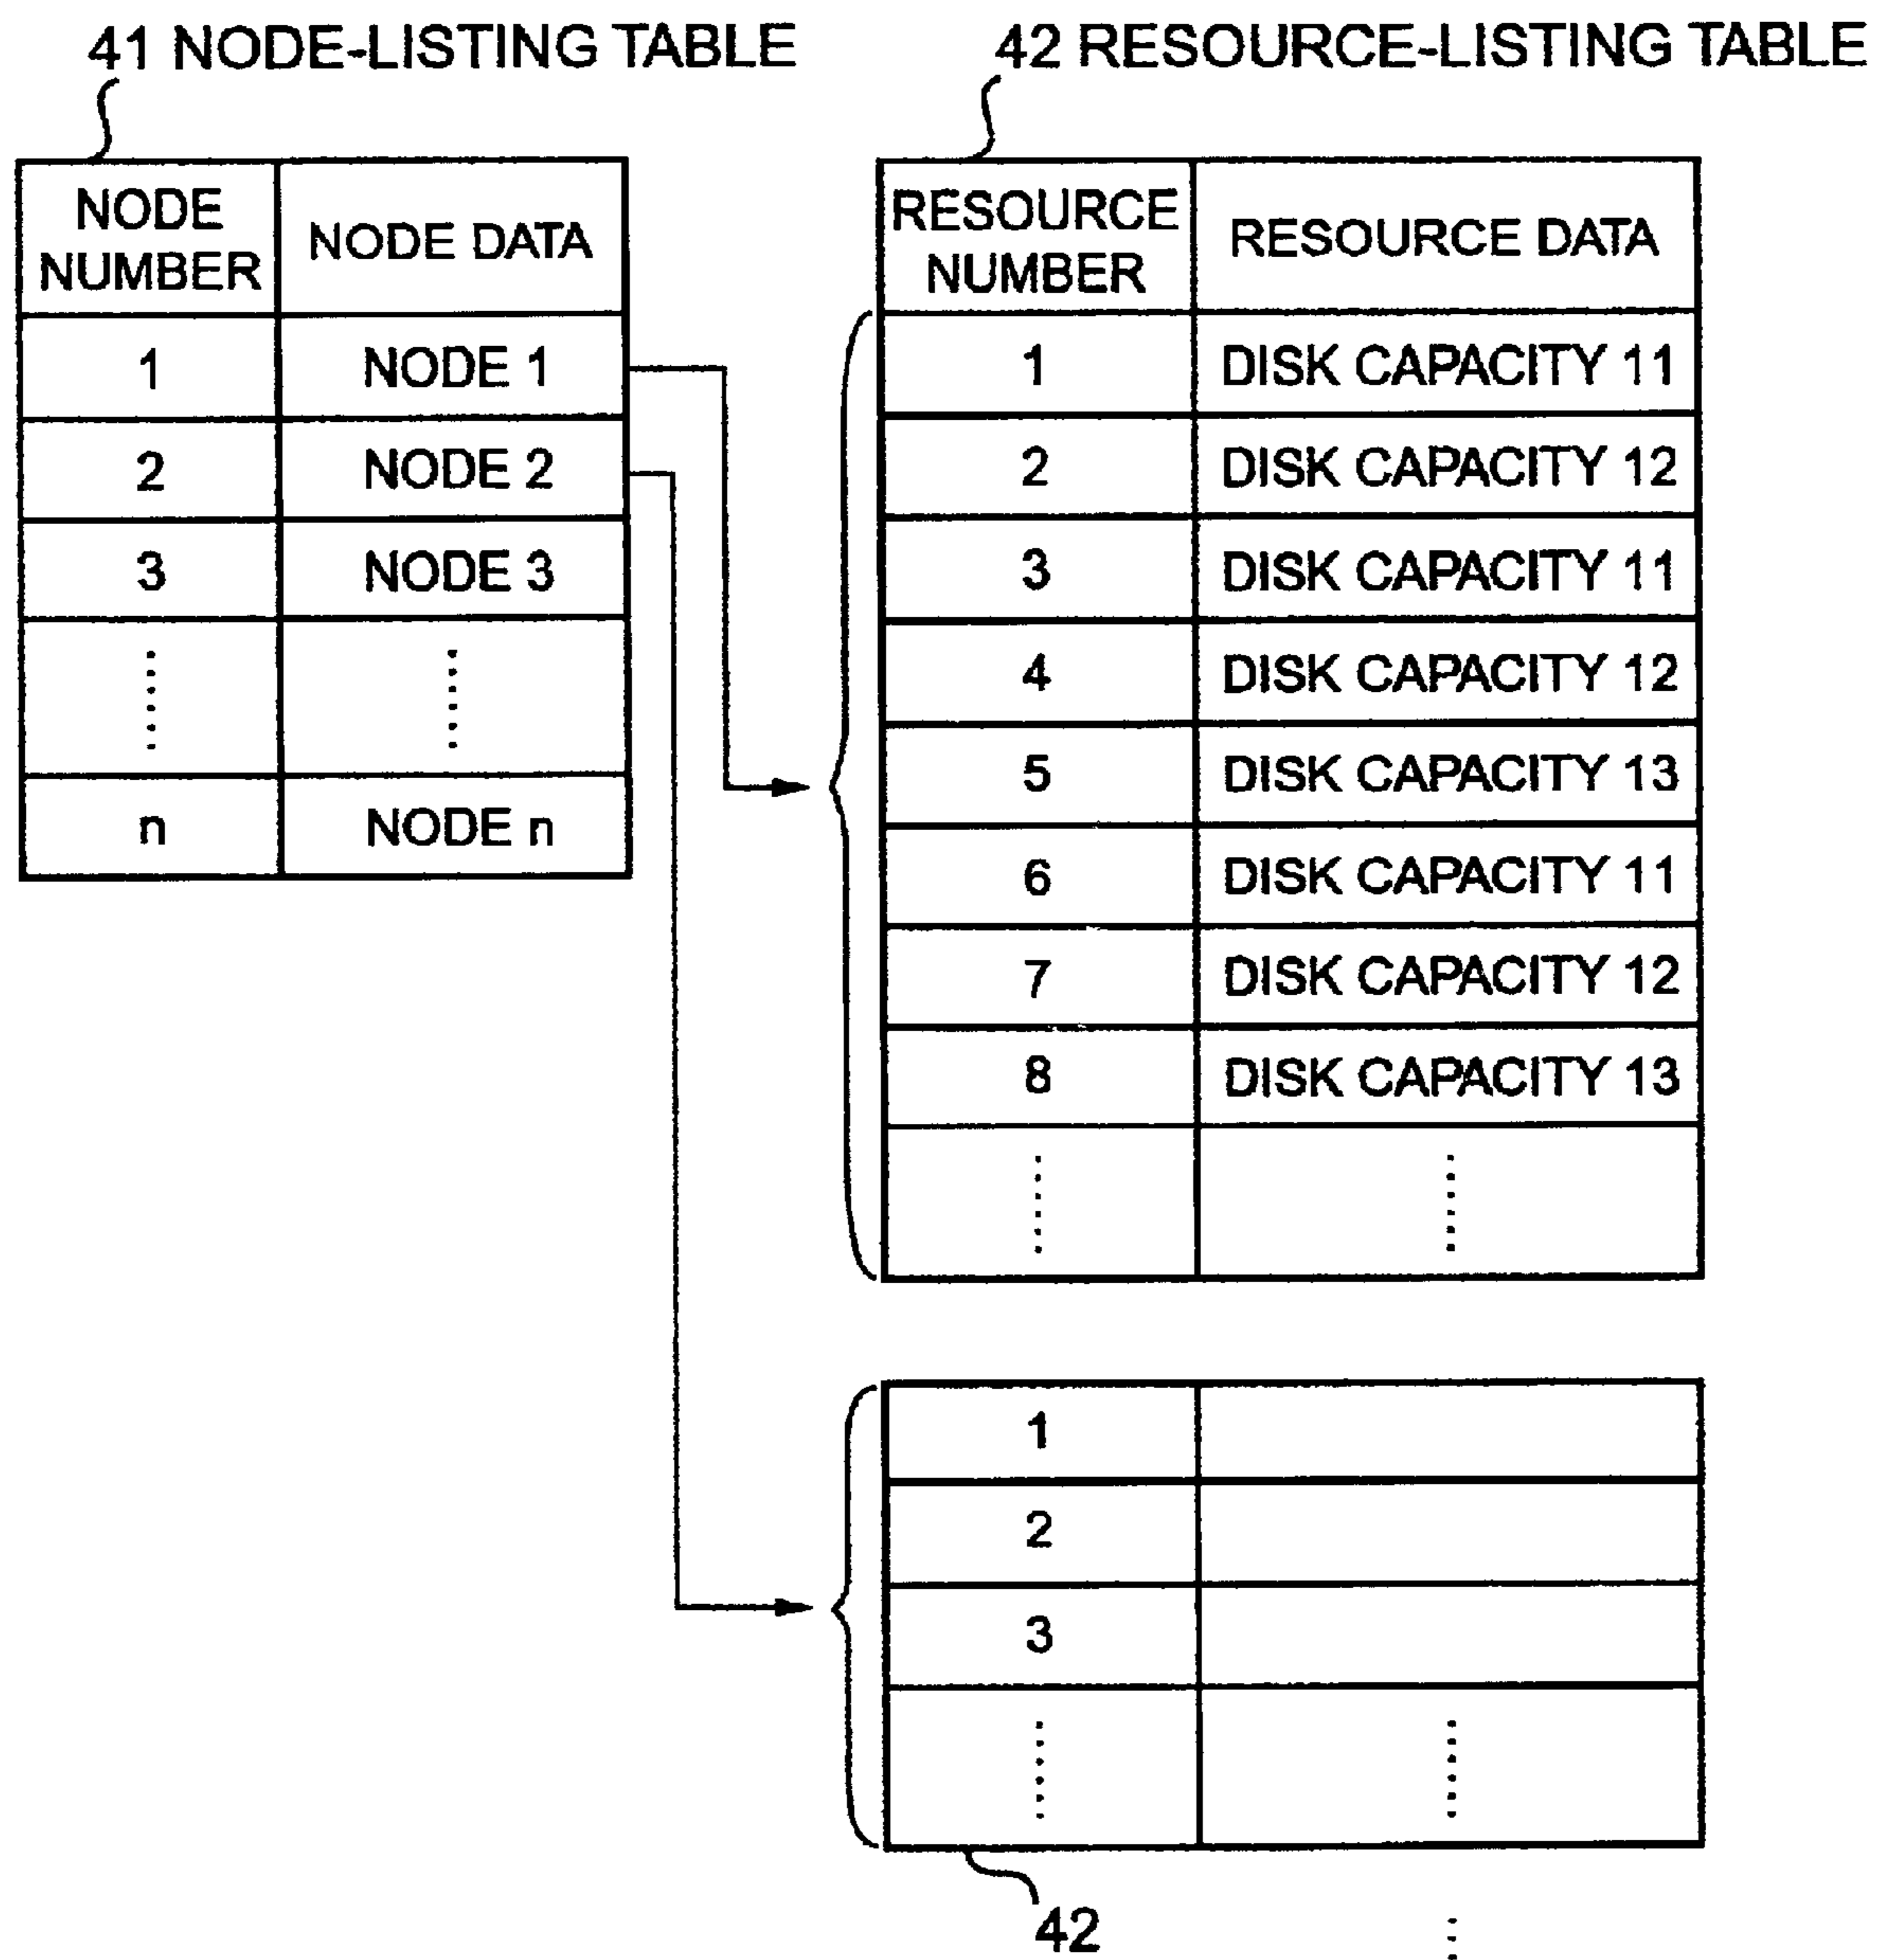 41 NODE-LISTING TABLE
42 RESOURCE-LISTING TABLE
NODE
NUMBER
NODE DATA
1
NODE 1
2
NODE 2
3
NODE 3
n
NODE n
RESOURCE
NUMBER
RESOURCE DATA
1
DISK CAPACITY 11
2
DISK CAPACITY 12
3
DISK CAPACITY 11
4
DISK CAPACITY 12
5
DISK CAPACITY 13
6
DISK CAPACITY 11
7
DISK CAPACITY 12
8
DISK CAPACITY 13
1
2
3
42